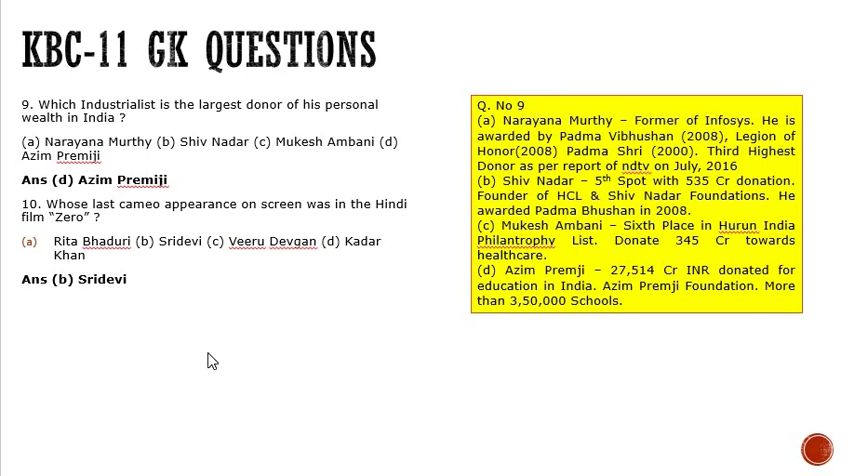 KBC-11 GK QUESTIONS
9. Which Industrialist is the largest donor of his personal
wealth in India ?
(a) Narayana Murthy (b) Shiv Nadar (c) Mukesh Ambani (d)
Azim Premiji
Ans (d) Azim Premiji
10. Whose last cameo appearance on screen was in the Hindi
film “Zero” ?
(a) Rita Bhaduri (b) Sridevi (c) Veeru Devgan (d) Kadar
Khan
Ans (b) Sridevi
Q. No 9
(a) Narayana Murthy – Former of Infosys. He is
awarded by Padma Vibhushan (2008), Legion of
Honor(2008) Padma Shri (2000). Third Highest
Donor as per report of ndtv on July, 2016
(b) Shiv Nadar – 5th Spot with 535 Cr donation.
Founder of HCL & Shiv Nadar Foundations. He
awarded Padma Bhushan in 2008.
(c) Mukesh Ambani – Sixth Place in Hurun India
Philantrophy List. Donate 345 Cr towards
healthcare.
(d) Azim Premji – 27,514 Cr INR donated for
education in India. Azim Premji Foundation. More
than 3,50,000 Schools.